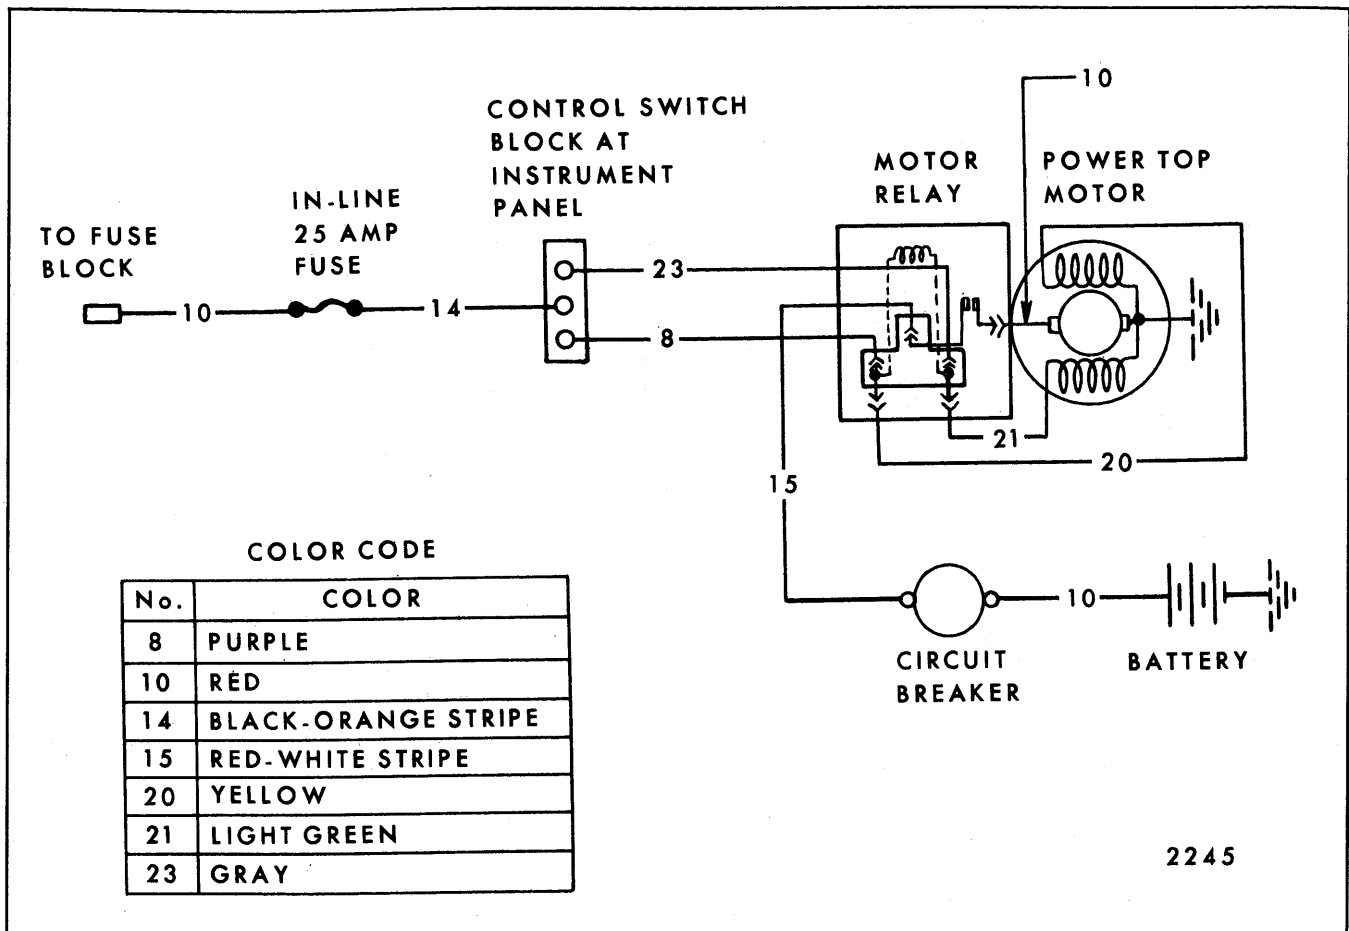 TO FUSE
BLOCK
10
IN-LINE
25 AMP
FUSE
14
CONTROL SWITCH
BLOCK AT
INSTRUMENT
PANEL
23
8
MOTOR
RELAY
POWER TOP
MOTOR
10
21
20
15
CIRCUIT
BREAKER
10
BATTERY
COLOR CODE
No. COLOR
8 PURPLE
10 RED
14 BLACK-ORANGE STRIPE
15 RED-WHITE STRIPE
20 YELLOW
21 LIGHT GREEN
23 GRAY
2245